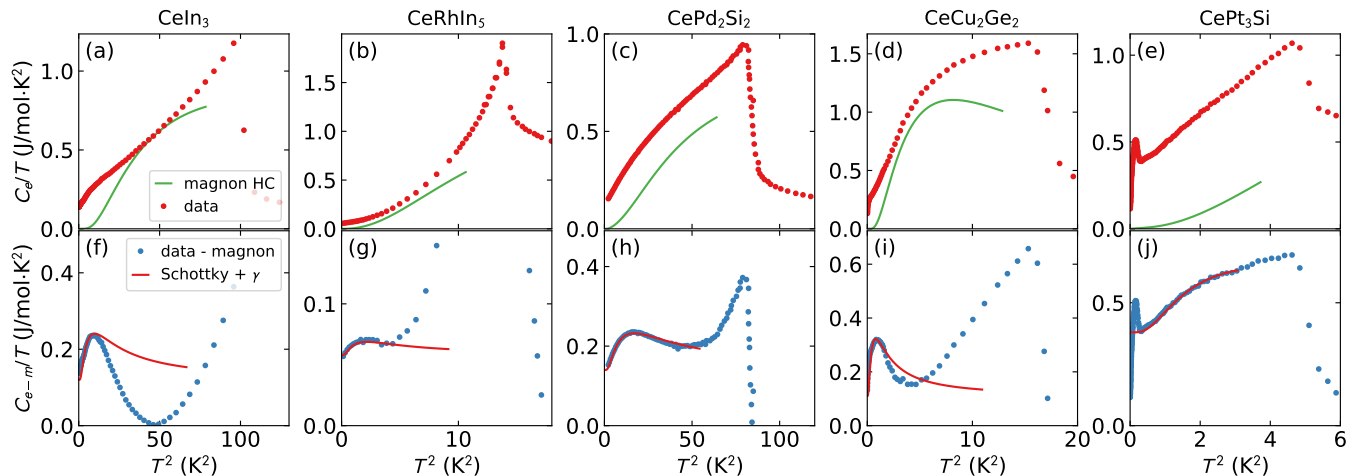 CeIn₃ CeRhIn₅ CePd₂Si₂ CeCu₂Ge₂ CePt₃Si
(a) (b) (c) (d) (e)
Cₑ/T (J/mol·K²)
1.0 0.5 0.0
magnon HC
data
1.5 1.0 0.5 0.0
1.0 0.5 0.0
1.5 1.0 0.5 0.0
1.0 0.5 0.0
(f) (g) (h) (i) (j)
Cₑ₋ₘ/T (J/mol·K²)
0.4 0.2 0.0
data - magnon
Schottky + γ
0.1 0.0
0.4 0.2 0.0
0.6 0.4 0.2 0.0
0.5 0.0
0 50 100
0 10
0 50 100
0 5 10 15 20
0 2 4 6
T² (K²) T² (K²) T² (K²) T² (K²) T² (K²)